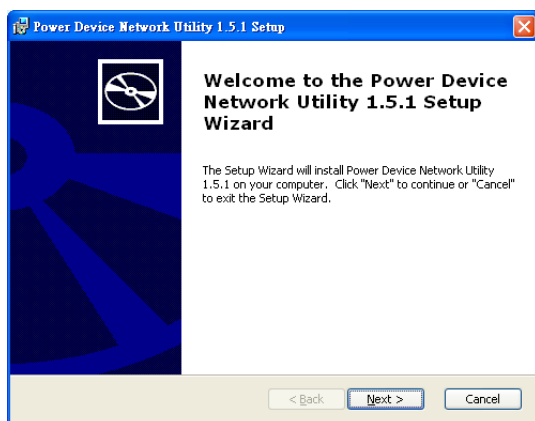 Power Device Network Utility 1.5.1 Setup
Welcome to the Power Device
Network Utility 1.5.1 Setup
Wizard
The Setup Wizard will install Power Device Network Utility
1.5.1 on your computer. Click "Next" to continue or "Cancel"
to exit the Setup Wizard.
< Back Next > Cancel